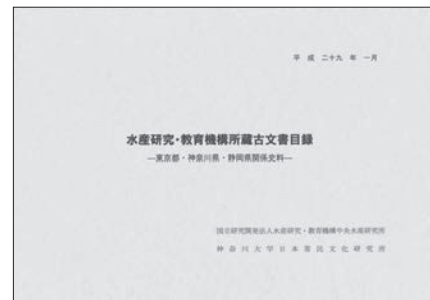 平成二十九年一月
水産研究・教育機構所蔵古文書目録
―東京都・神奈川県・静岡県関係史料―
国立研究開発法人水産研究・教育機構中央水産研究所
神奈川大学日本常民文化研究所